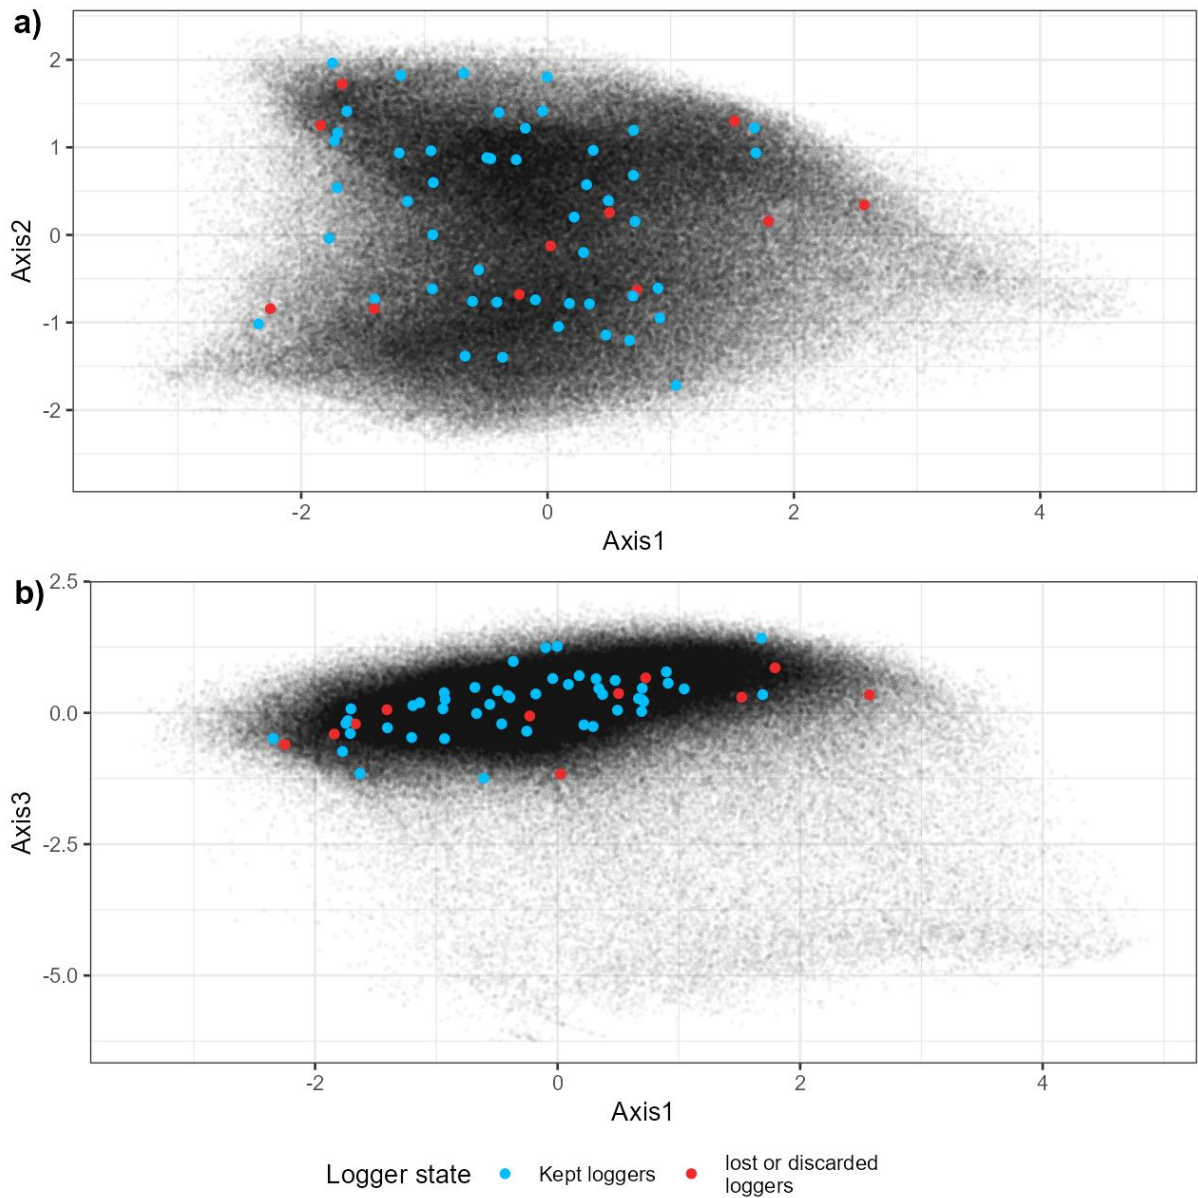 a)
2
1
0
-1
-2
Axis2
-2 0 2 4
Axis1
b)
2.5
0.0
-2.5
-5.0
Axis3
-2 0 2 4
Axis1
Logger state Kept loggers lost or discarded
loggers